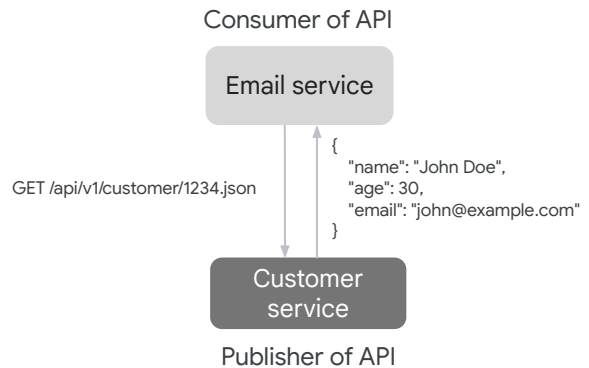 Consumer of API
Email service
GET /api/v1/customer/1234.json
{
"name": "John Doe",
"age": 30,
"email": "john@example.com"
}
Customer
service
Publisher of API